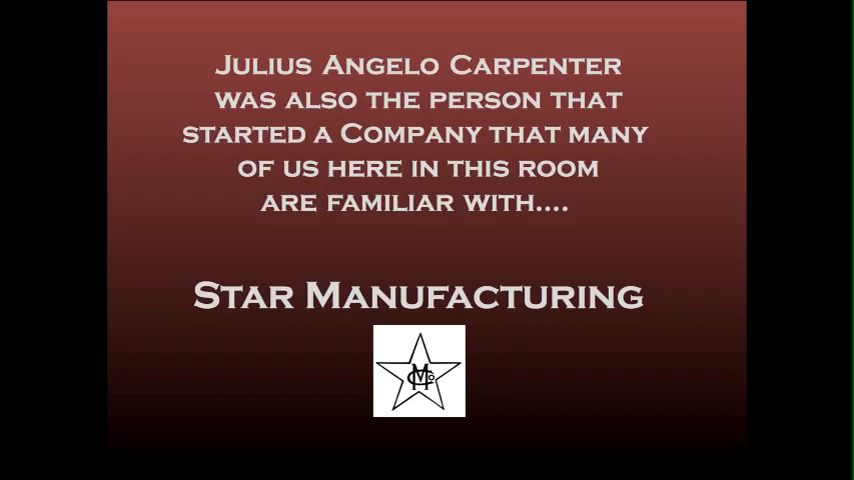 Julius Angelo Carpenter
was also the person that
started a Company that many
of us here in this room
are familiar with....
Star Manufacturing